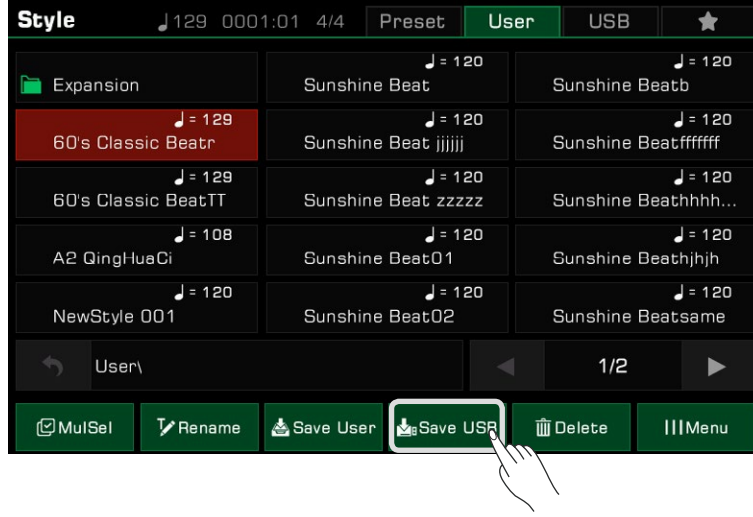 Style ♩129 0001:01 4/4 Preset User USB
Expansion
♩= 120
Sunshine Beat
♩= 120
Sunshine Beatb
♩= 129
60's Classic Beatr
♩= 120
Sunshine Beat jjjjjj
♩= 120
Sunshine Beatfffffff
♩= 129
60's Classic BeatTT
♩= 120
Sunshine Beat zzzzz
♩= 120
Sunshine Beathhhh...
♩= 108
A2 QingHuaCi
♩= 120
Sunshine Beat01
♩= 120
Sunshine Beathjhjh
♩= 120
NewStyle 001
♩= 120
Sunshine Beat02
♩= 120
Sunshine Beatsame
User\ 1/2
MulSel Rename Save User Save USB Delete Menu